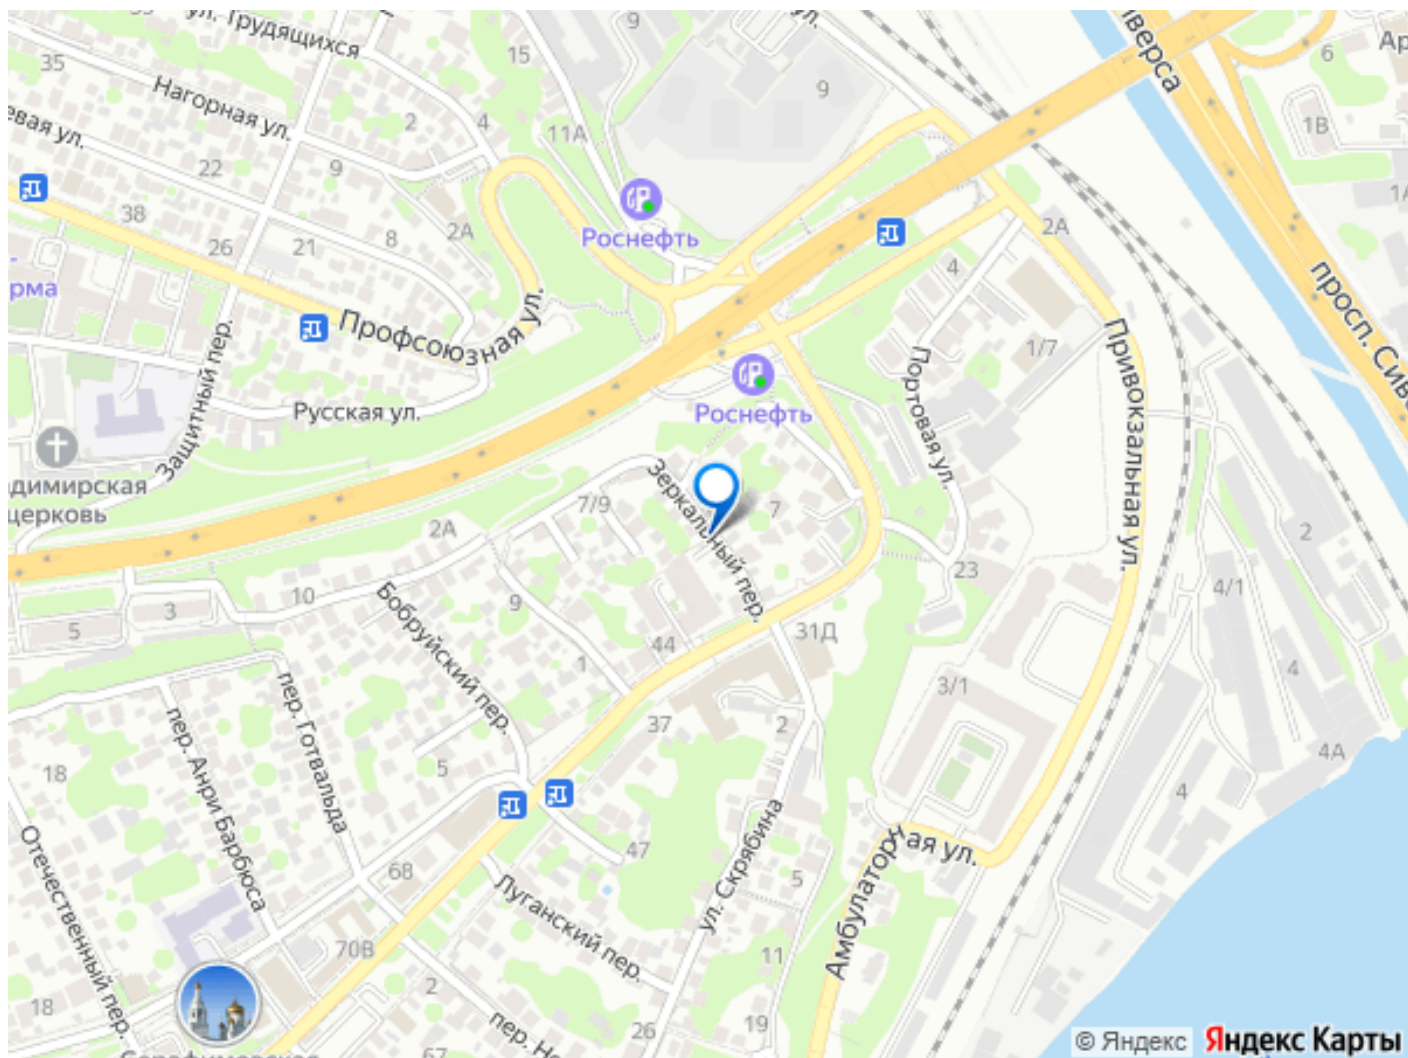 ул. Трудящихся
35
Нагорная ул.
22
9
2
4
15
9
11А
9
2А
38
26
21
8
Роснефть
Профсоюзная ул.
Русская ул.
Защитный пер.
церковь
Роснефть
2А
4
1/7
Портовая ул.
Привокзальная ул.
6
1В
просп.
Зеркальный пер.
7
7/9
2А
10
3
5
9
1
44
31Д
23
3/1
2
4/1
4
4А
4
Бобруйский пер.
пер. Готвальда
пер. Анри Барбюса
18
Отечественный пер.
18
5
37
2
47
68
70В
Луганский пер.
ул. Скрябина
5
11
19
26
2
67
Амбулаторная ул.
© Яндекс
Яндекс Карты